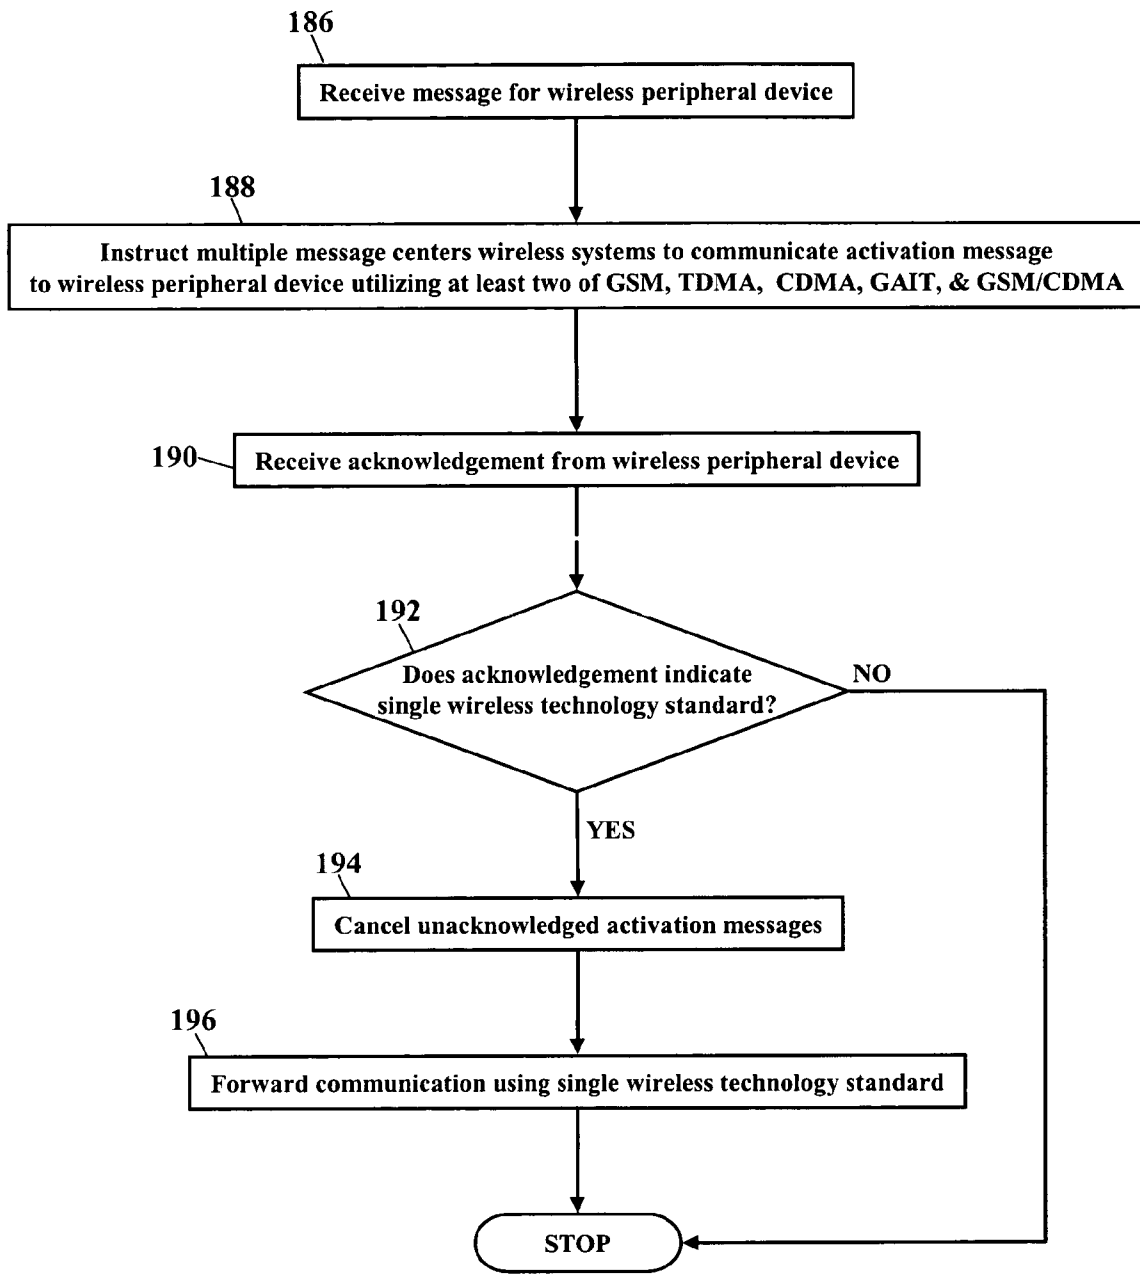 186
Receive message for wireless peripheral device
188
Instruct multiple message centers wireless systems to communicate activation message
to wireless peripheral device utilizing at least two of GSM, TDMA, CDMA, GAIT, & GSM/CDMA
190
Receive acknowledgement from wireless peripheral device
192
Does acknowledgement indicate
single wireless technology standard?
NO
YES
194
Cancel unacknowledged activation messages
196
Forward communication using single wireless technology standard
STOP